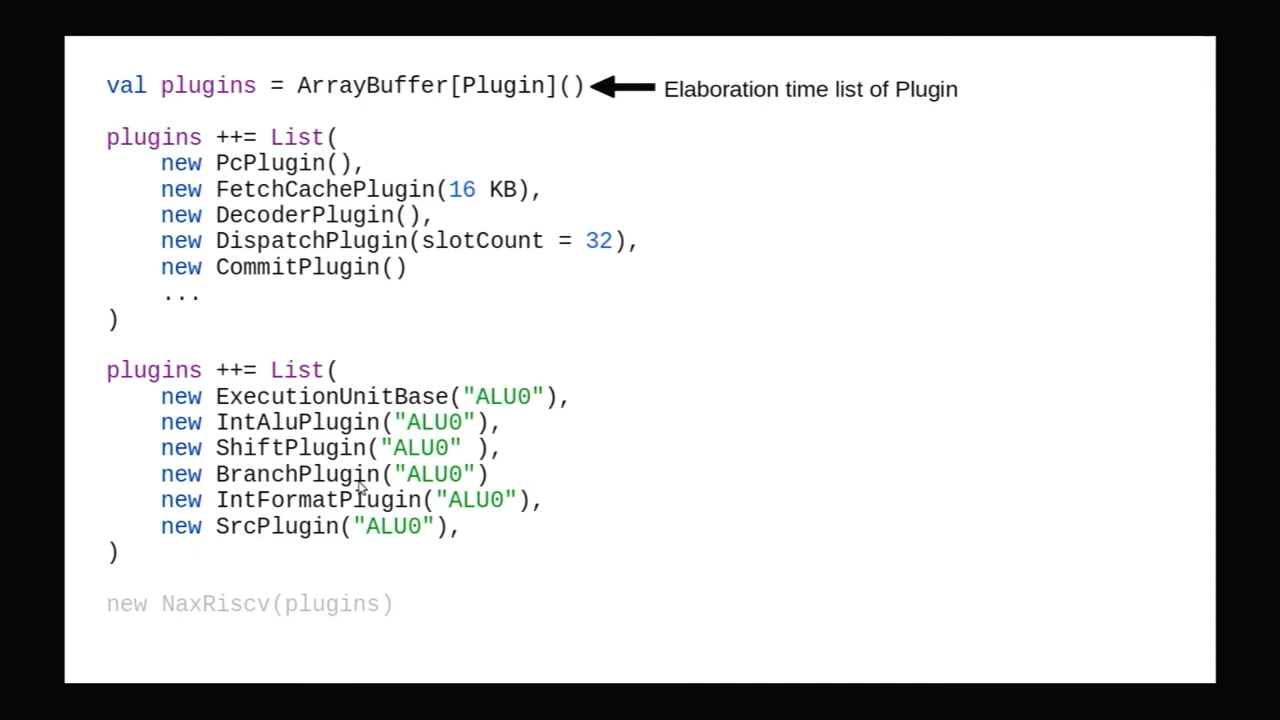 val plugins = ArrayBuffer[Plugin]() Elaboration time list of Plugin
plugins ++= List(
    new PcPlugin(),
    new FetchCachePlugin(16 KB),
    new DecoderPlugin(),
    new DispatchPlugin(slotCount = 32),
    new CommitPlugin()
    ...
)
plugins ++= List(
    new ExecutionUnitBase("ALU0"),
    new IntAluPlugin("ALU0"),
    new ShiftPlugin("ALU0" ),
    new BranchPlugin("ALU0")
    new IntFormatPlugin("ALU0"),
    new SrcPlugin("ALU0"),
)
new NaxRiscv(plugins)